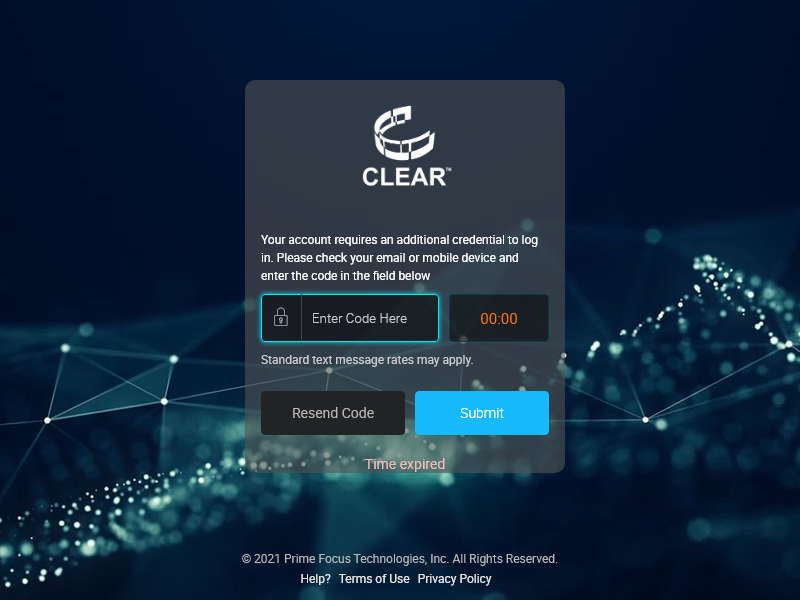 CLEAR™
Your account requires an additional credential to log
in. Please check your email or mobile device and
enter the code in the field below
Enter Code Here
00:00
Standard text message rates may apply.
Resend Code
Submit
Time expired
© 2021 Prime Focus Technologies, Inc. All Rights Reserved.
Help? Terms of Use Privacy Policy